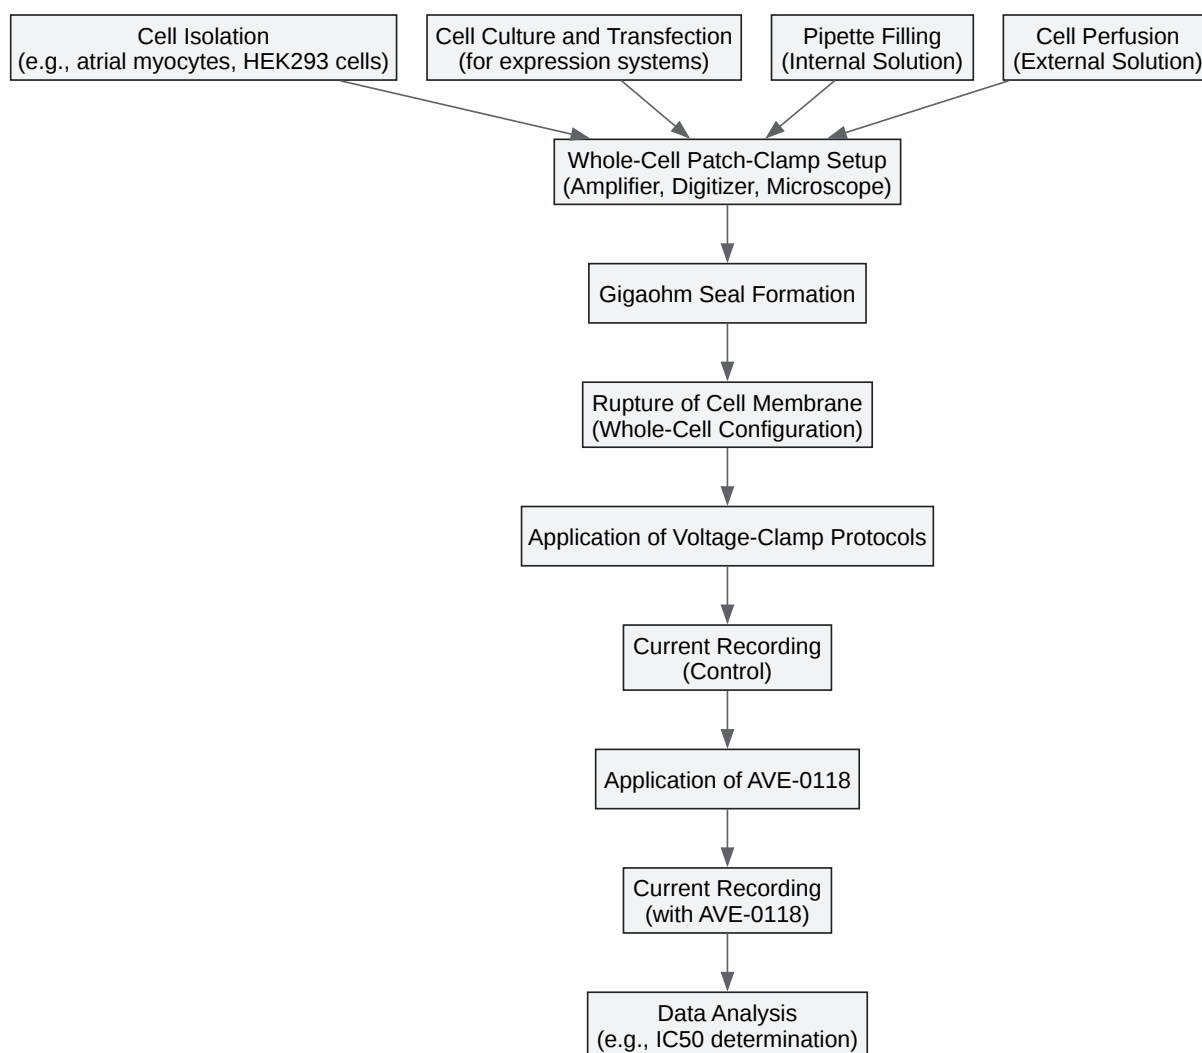 Cell Isolation
(e.g., atrial myocytes, HEK293 cells)
Cell Culture and Transfection
(for expression systems)
Pipette Filling
(Internal Solution)
Cell Perfusion
(External Solution)
Whole-Cell Patch-Clamp Setup
(Amplifier, Digitizer, Microscope)
Gigaohm Seal Formation
Rupture of Cell Membrane
(Whole-Cell Configuration)
Application of Voltage-Clamp Protocols
Current Recording
(Control)
Application of AVE-0118
Current Recording
(with AVE-0118)
Data Analysis
(e.g., IC50 determination)